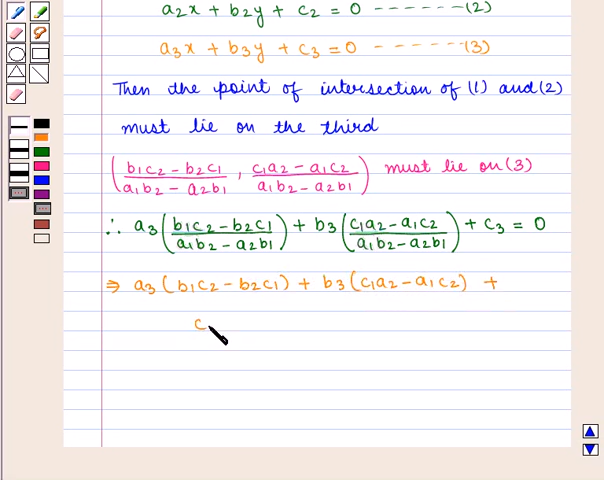 a2x + b2y + c2 = 0 ------- (2)
a3x + b3y + c3 = 0 ------- (3)
Then the point of intersection of (1) and (2)
must lie on the third
( (b1c2 - b2c1)/(a1b2 - a2b1) , (c1a2 - a1c2)/(a1b2 - a2b1) ) must lie on (3)
∴ a3( (b1c2 - b2c1)/(a1b2 - a2b1) ) + b3( (c1a2 - a1c2)/(a1b2 - a2b1) ) + c3 = 0
⇒ a3(b1c2 - b2c1) + b3(c1a2 - a1c2) +
c